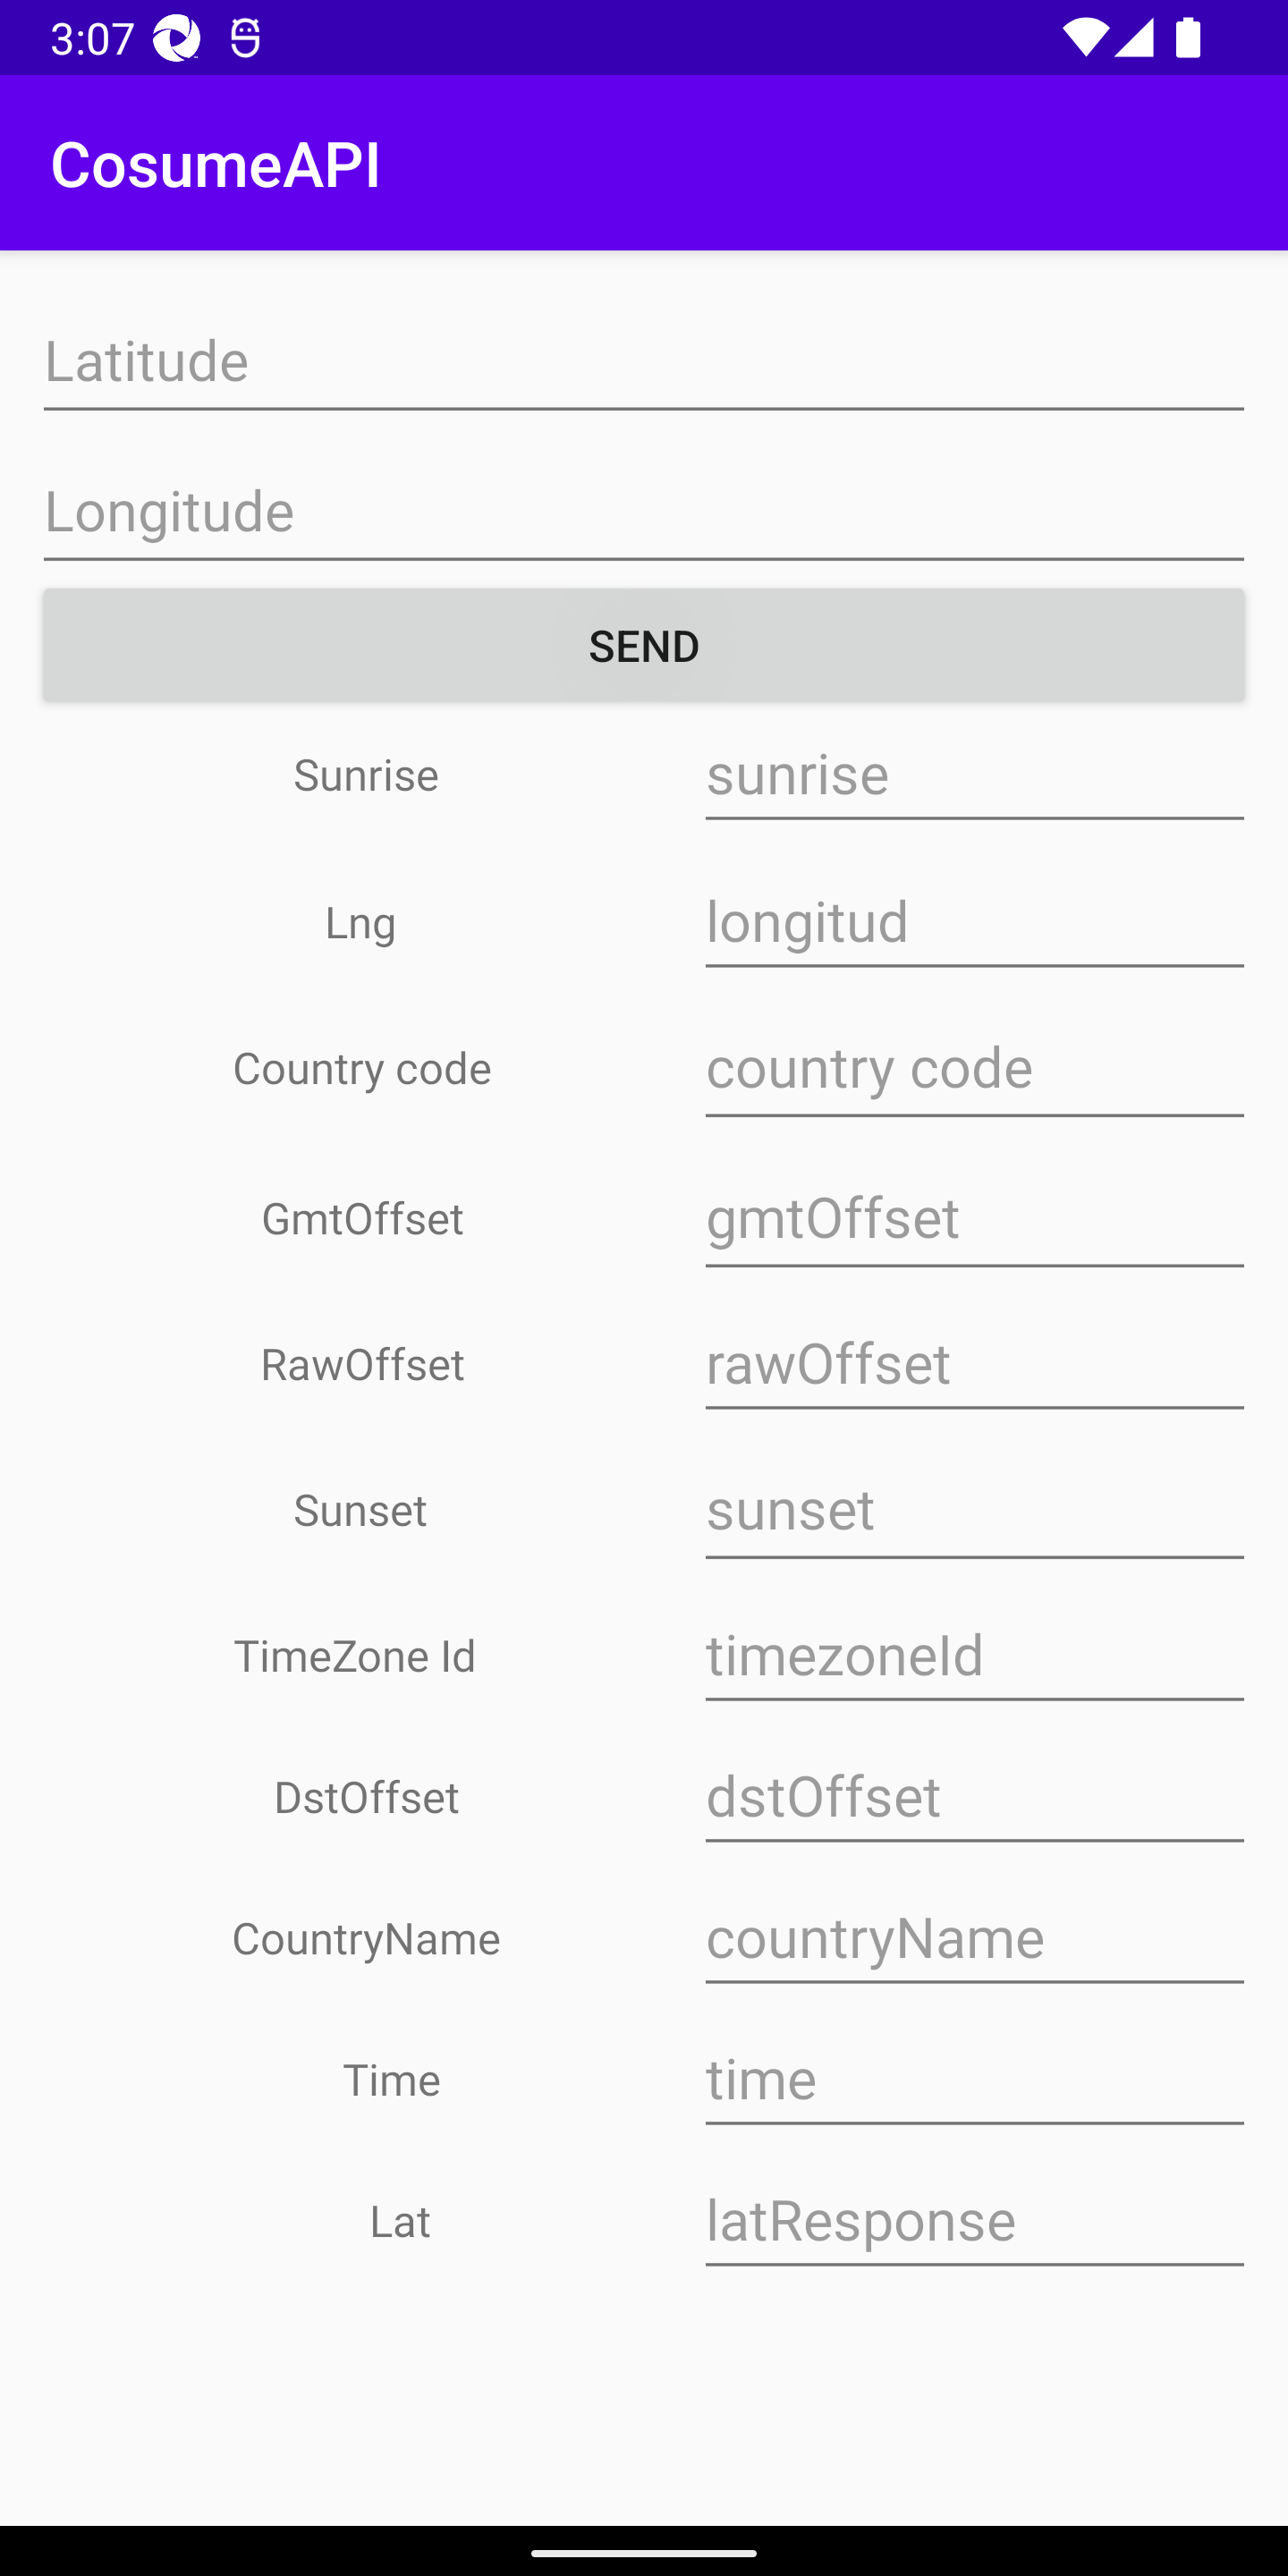 3:07
CosumeAPI
Latitude
Longitude
SEND
Sunrise sunrise
Lng longitud
Country code country code
GmtOffset gmtOffset
RawOffset rawOffset
Sunset sunset
TimeZone Id timezoneId
DstOffset dstOffset
CountryName countryName
Time time
Lat latResponse